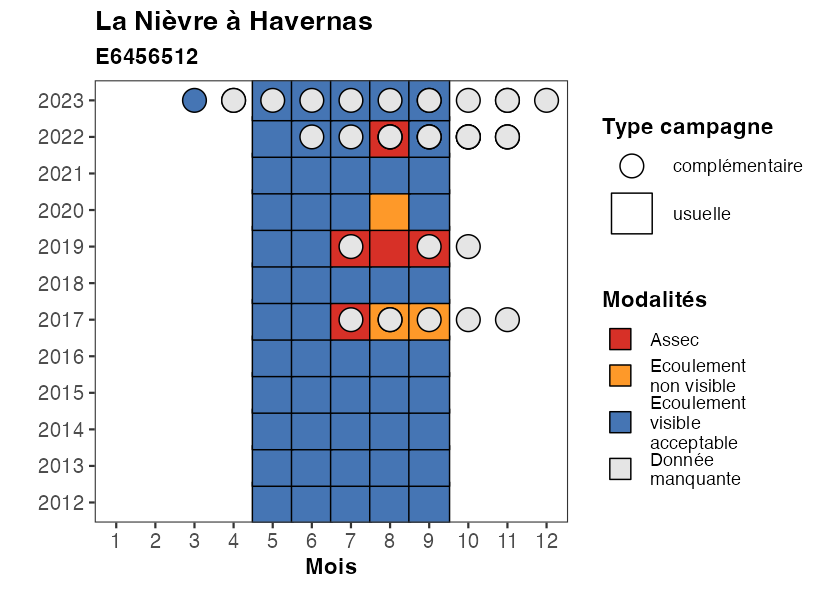 La Nièvre à Havernas
E6456512
2023
2022
2021
2020
2019
2018
2017
2016
2015
2014
2013
2012
1 2 3 4 5 6 7 8 9 10 11 12
Mois
Type campagne
complémentaire
usuelle
Modalités
Assec
Ecoulement
non visible
Ecoulement
visible
acceptable
Donnée
manquante